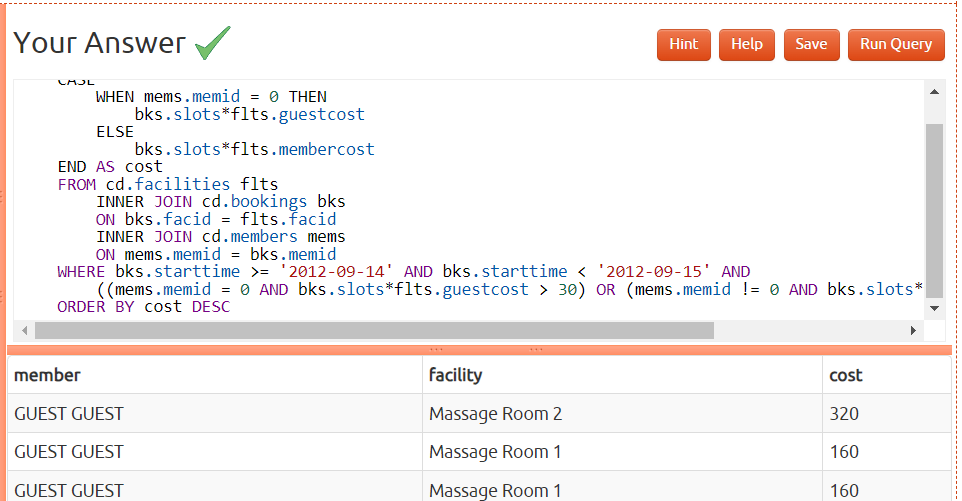 Your Answer
Hint Help Save Run Query
CASE
WHEN mems.memid = 0 THEN
bks.slots*flts.guestcost
ELSE
bks.slots*flts.membercost
END AS cost
FROM cd.facilities flts
INNER JOIN cd.bookings bks
ON bks.facid = flts.facid
INNER JOIN cd.members mems
ON mems.memid = bks.memid
WHERE bks.starttime >= '2012-09-14' AND bks.starttime < '2012-09-15' AND
((mems.memid = 0 AND bks.slots*flts.guestcost > 30) OR (mems.memid != 0 AND bks.slots*
ORDER BY cost DESC
member facility cost
GUEST GUEST Massage Room 2 320
GUEST GUEST Massage Room 1 160
GUEST GUEST Massage Room 1 160